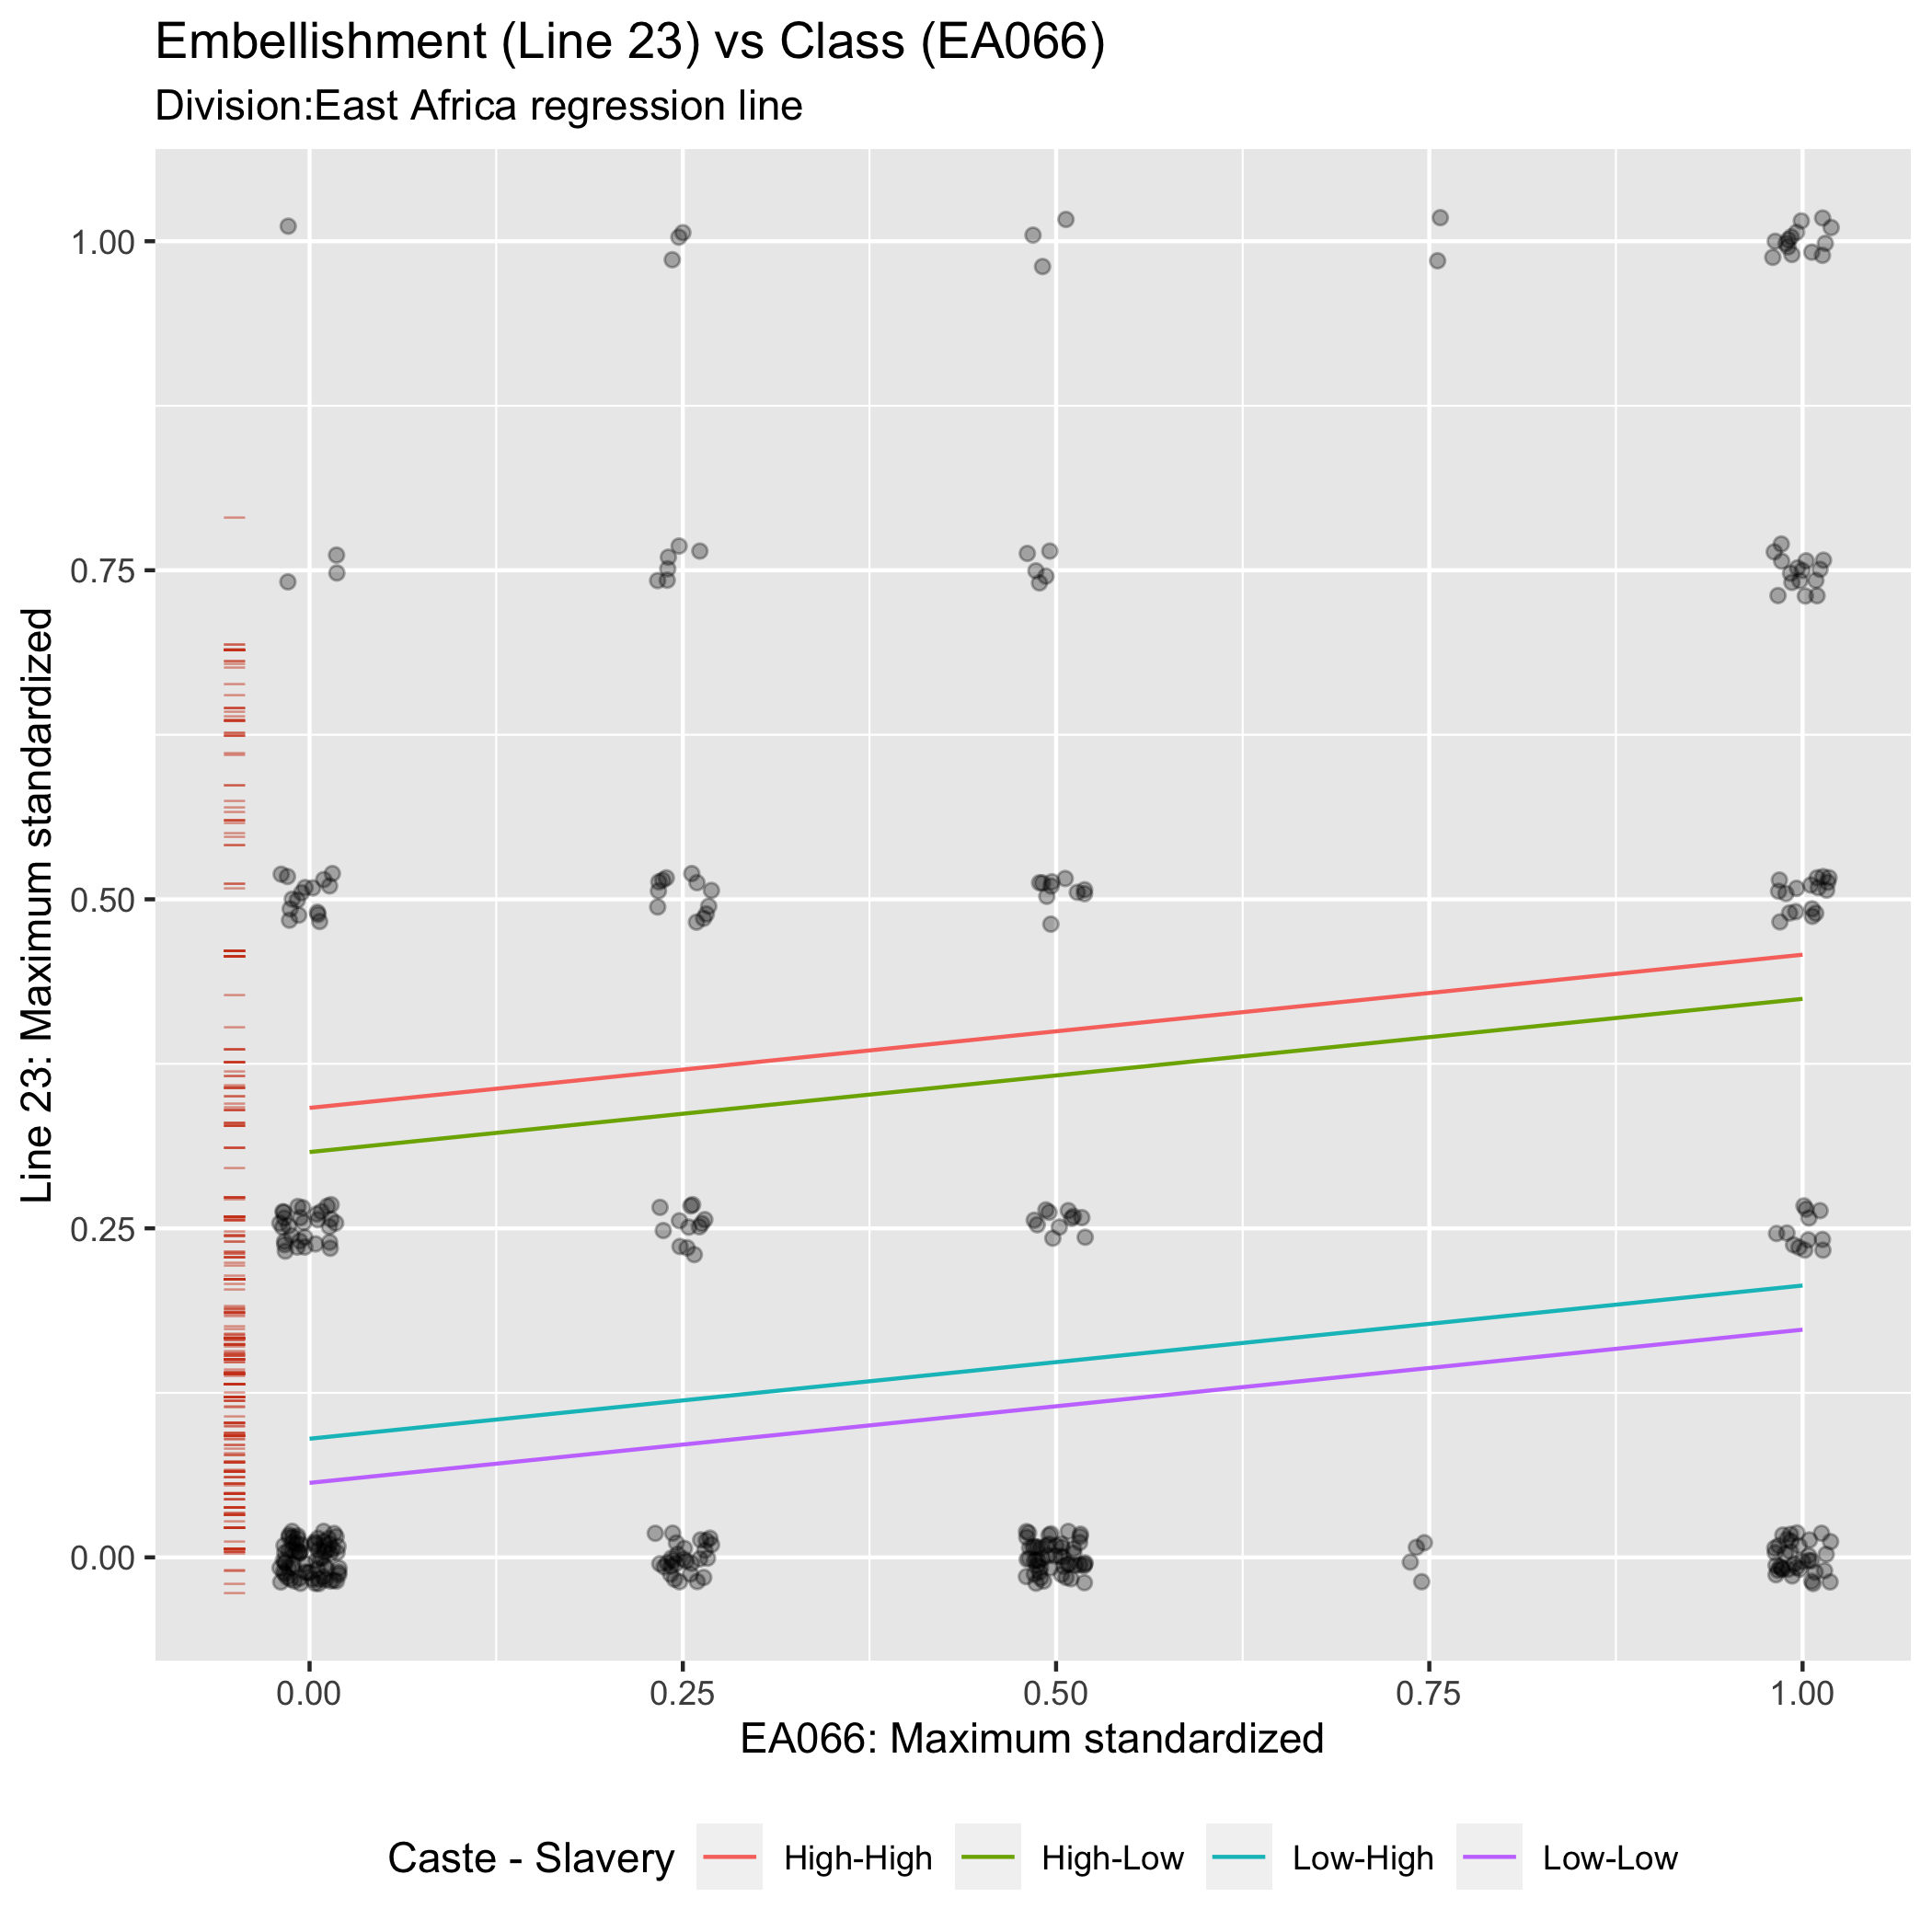 Embellishment (Line 23) vs Class (EA066)
Division:East Africa regression line
Line 23: Maximum standardized
1.00
0.75
0.50
0.25
0.00
0.00 0.25 0.50 0.75 1.00
EA066: Maximum standardized
Caste - Slavery High-High High-Low Low-High Low-Low